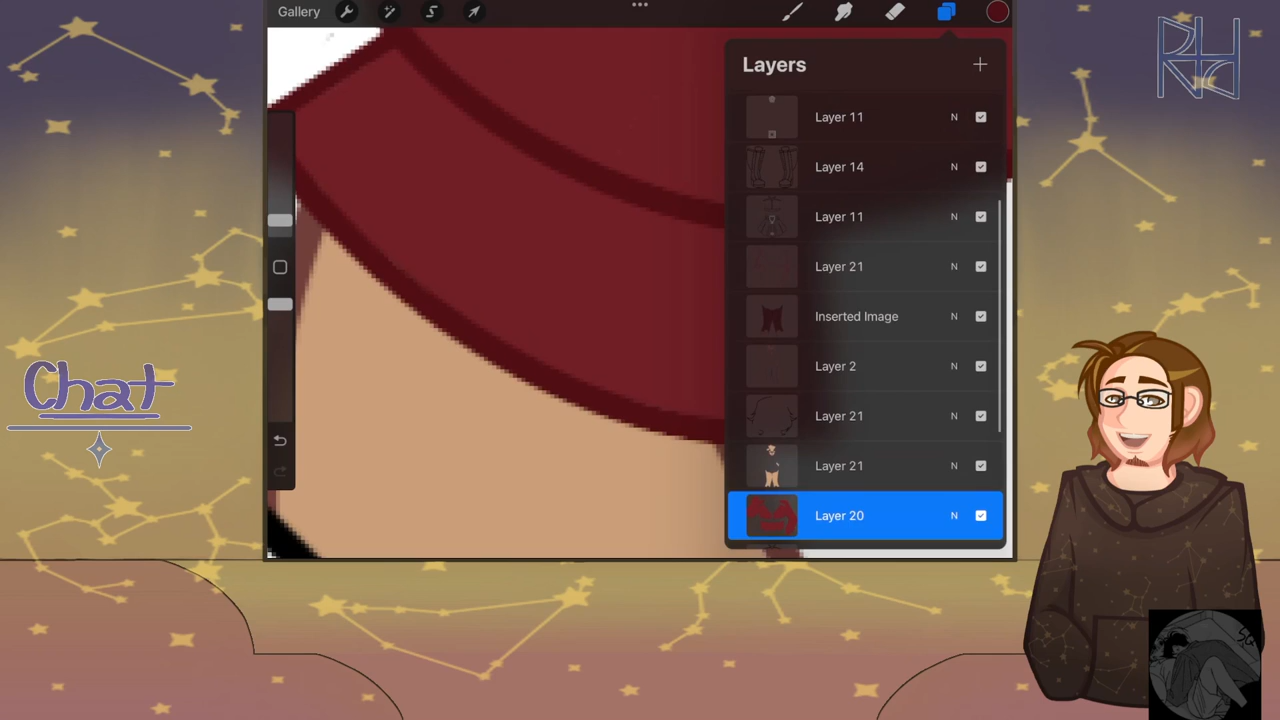 Gallery
Layers
Layer 11 N
Layer 14 N
Layer 11 N
Layer 21 N
Inserted Image N
Layer 2 N
Layer 21 N
Layer 21 N
Layer 20 N
Chat